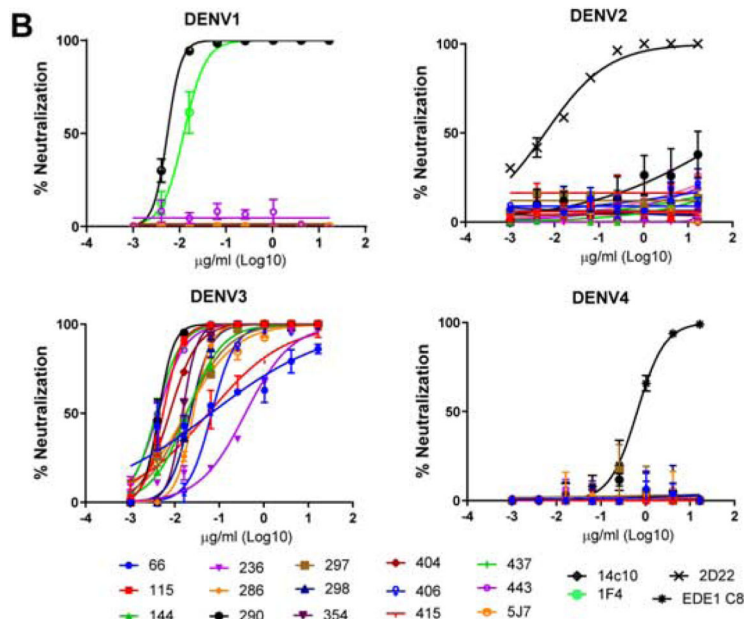 B
DENV1
DENV2
% Neutralization
100
50
0
-4 -3 -2 -1 0 1 2
µg/ml (Log10)
% Neutralization
100
50
0
-4 -3 -2 -1 0 1 2
µg/ml (Log10)
DENV3
DENV4
% Neutralization
100
50
0
-4 -3 -2 -1 0 1 2
µg/ml (Log10)
% Neutralization
100
50
0
-4 -3 -2 -1 0 1 2
µg/ml (Log10)
66 236 297 404 437 14c10 2D22
115 286 298 406 443 1F4 EDE1 C8
144 290 354 415 5J7